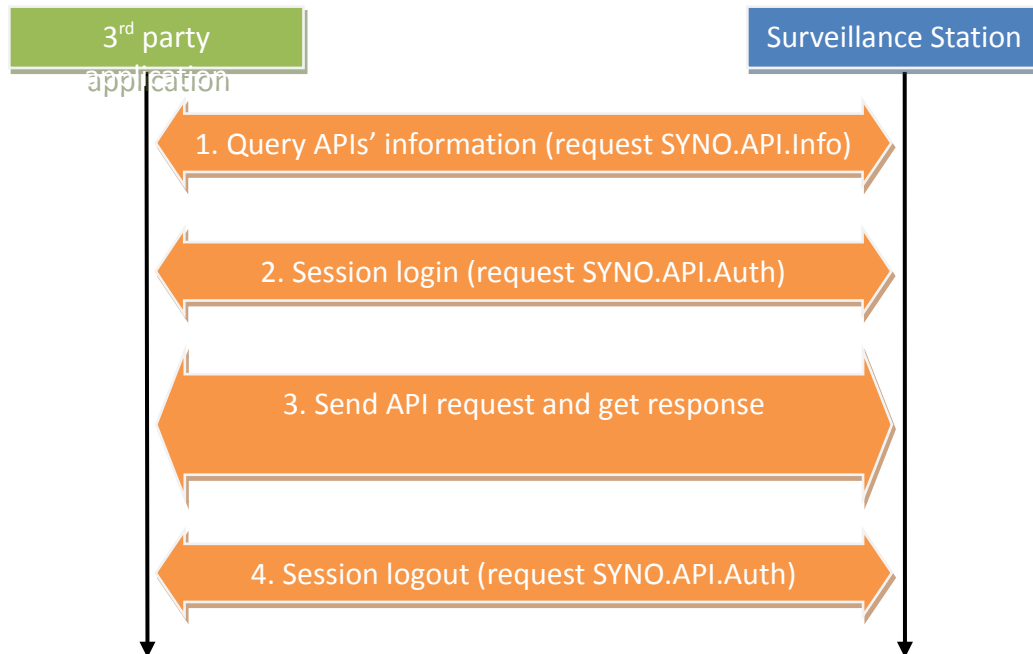 3rd party
application
Surveillance Station
1. Query APIs’ information (request SYNO.API.Info)
2. Session login (request SYNO.API.Auth)
3. Send API request and get response
4. Session logout (request SYNO.API.Auth)